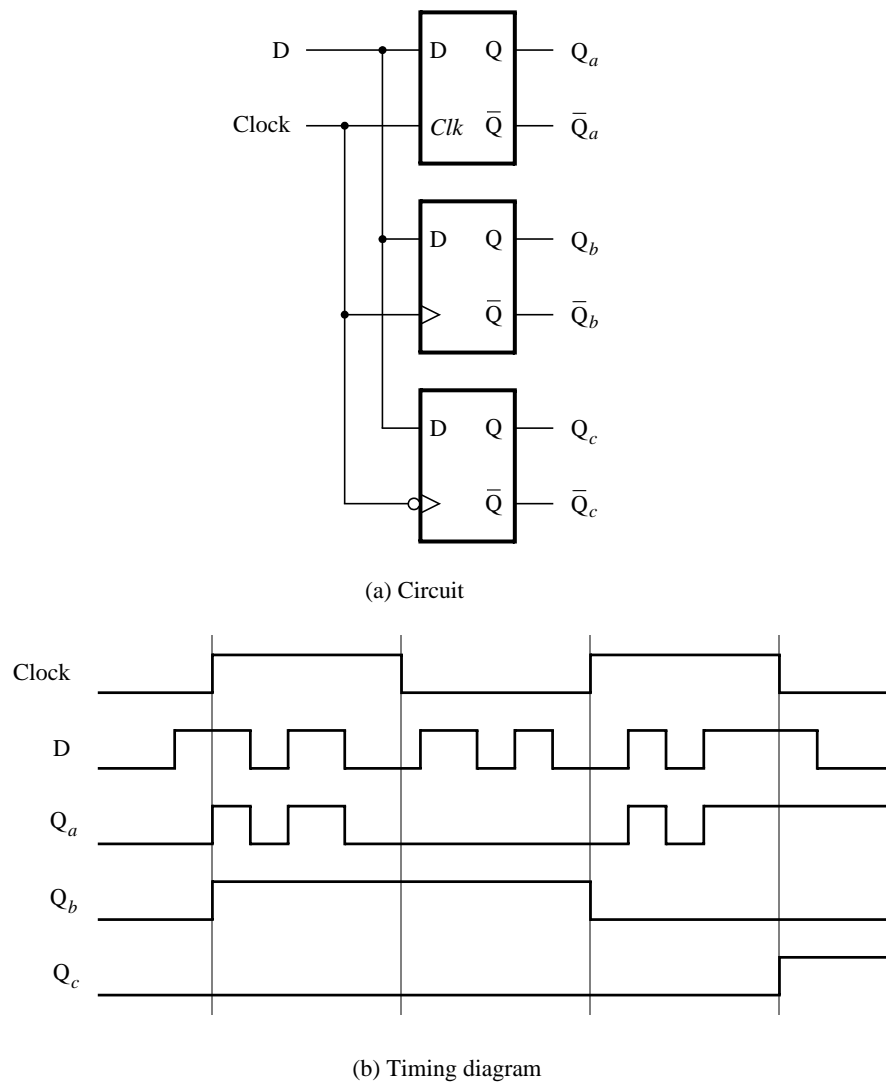 D D Q Qa
Clock Clk Q̅ Q̅a
D Q Qb
Q̅ Q̅b
D Q Qc
Q̅ Q̅c
(a) Circuit
Clock
D
Qa
Qb
Qc
(b) Timing diagram